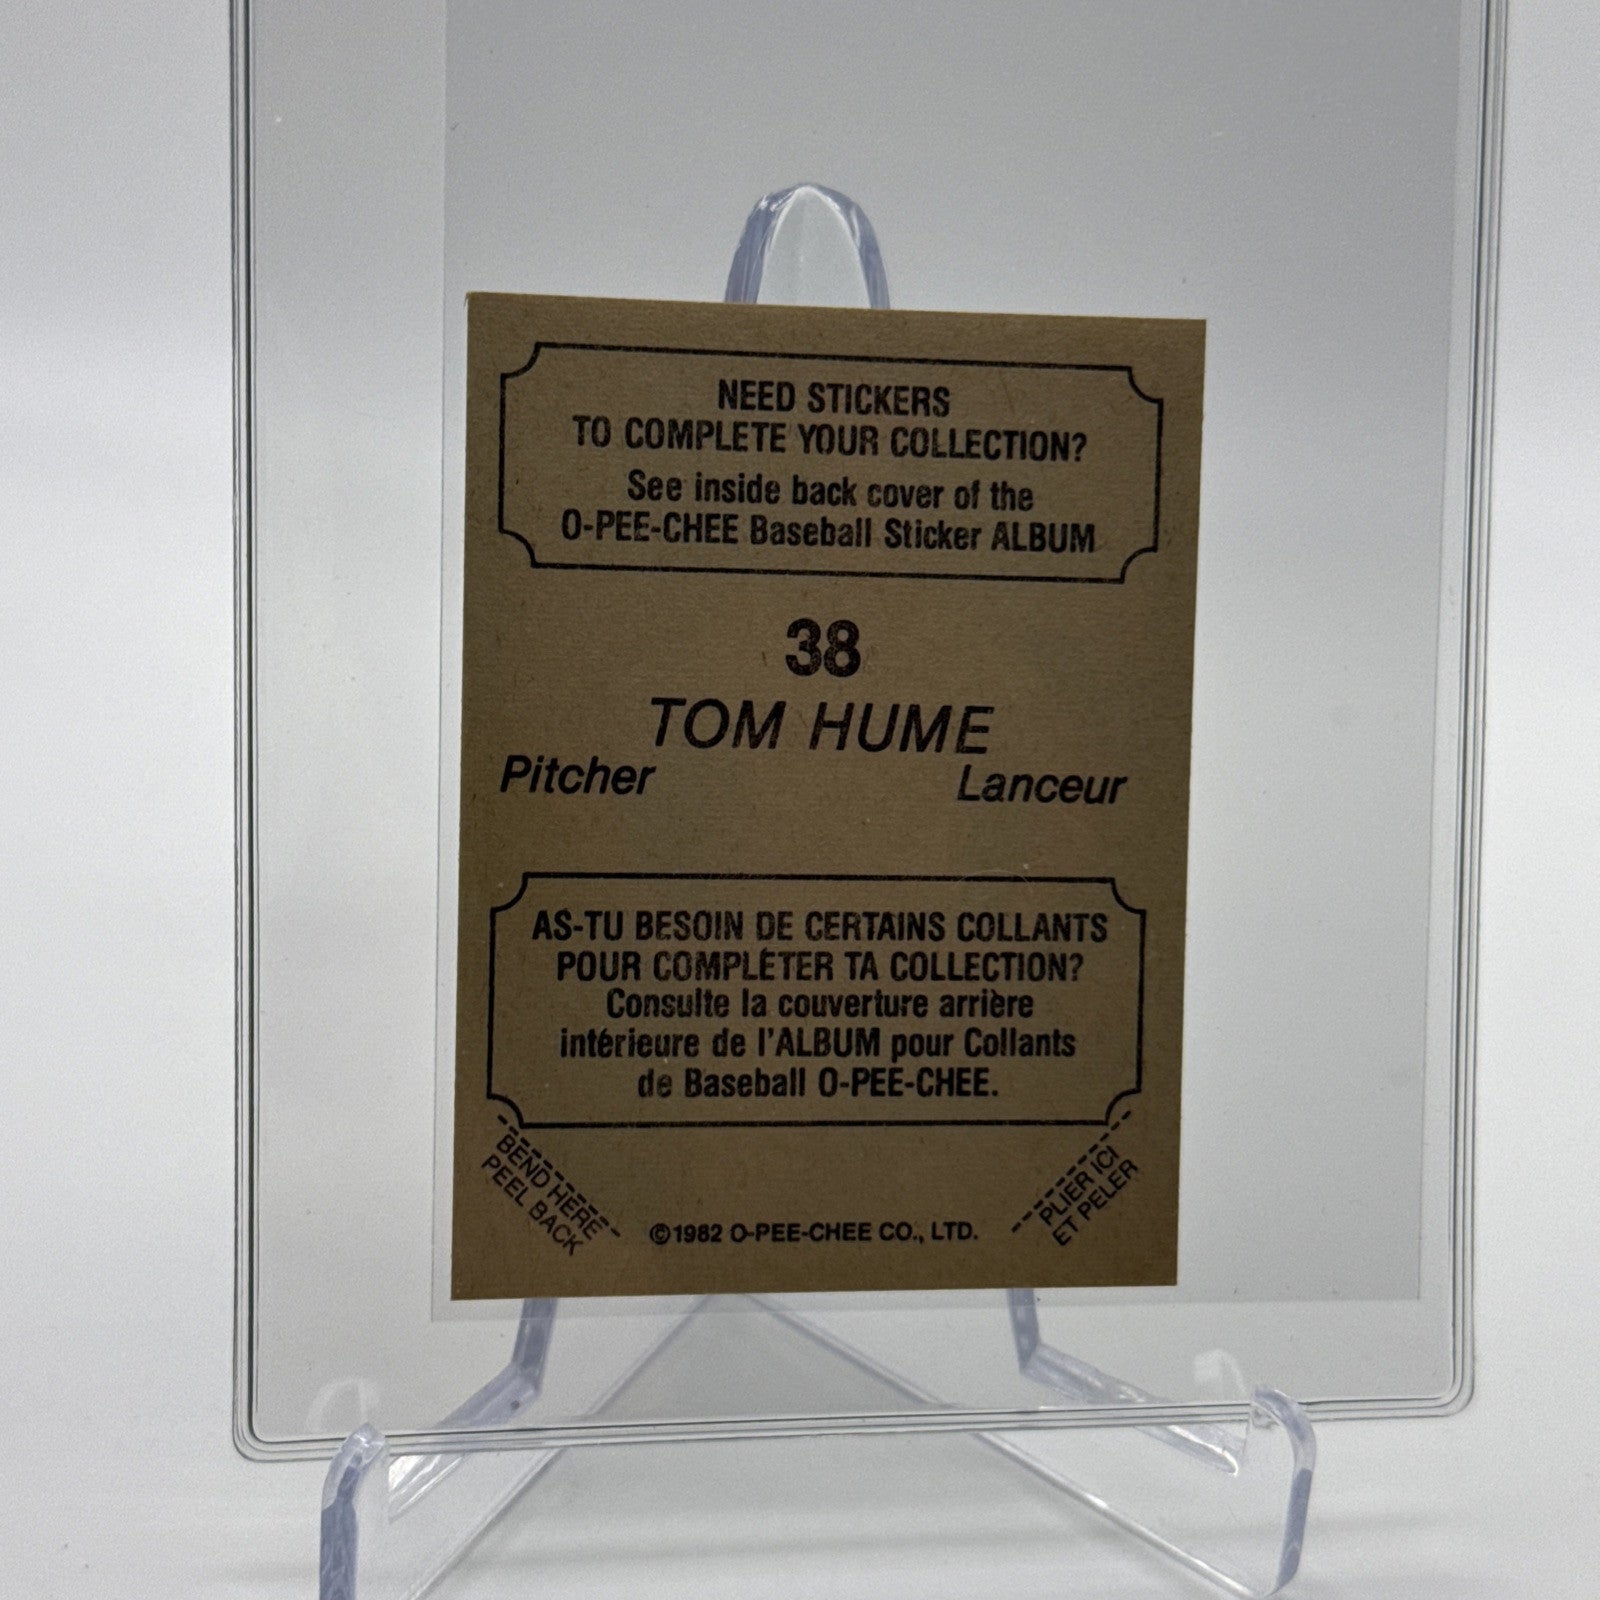 NEED STICKERS
TO COMPLETE YOUR COLLECTION?
See inside back cover of the
O-PEE-CHEE Baseball Sticker ALBUM
38
TOM HUME
Pitcher Lanceur
AS-TU BESOIN DE CERTAINS COLLANTS
POUR COMPLÉTER TA COLLECTION?
Consulte la couverture arrière
intérieure de l'ALBUM pour Collants
de Baseball O-PEE-CHEE.
BEND HERE
PEEL BACK
©1982 O-PEE-CHEE CO., LTD.
PLIER ICI
ET PELER